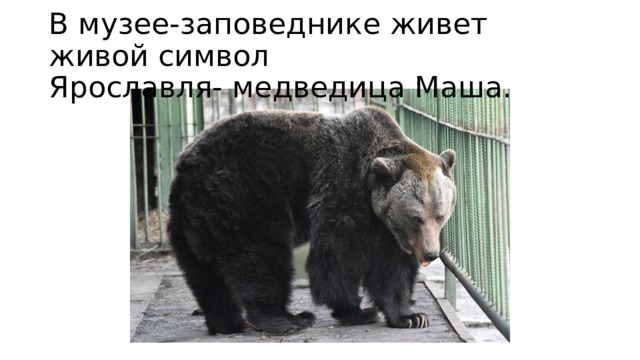 В музее-заповеднике живет
живой символ
Ярославля- медведица Маша.